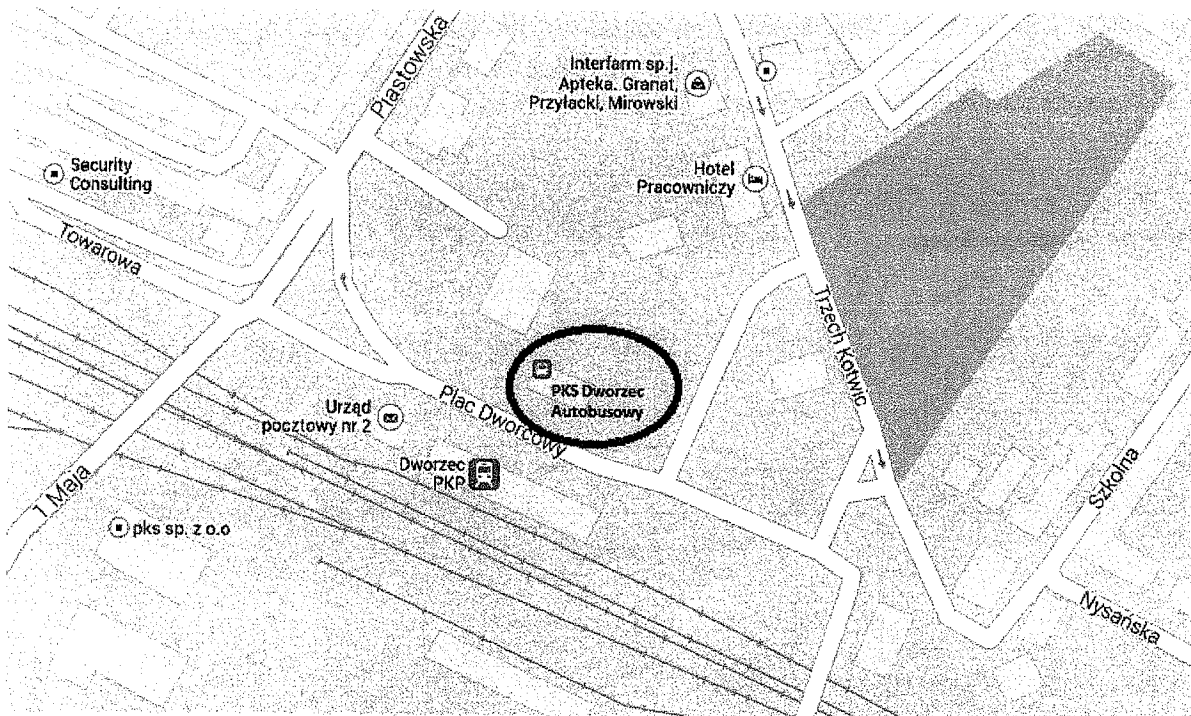 Piastowska
Interfarm sp.j.
Apteka. Granat,
Przyłacki, Mirowski
Security
Consulting
Hotel
Pracowniczy
Towarowa
Trzech Kotwic
PKS Dworzec
Autobusowy
Plac Dworcowy
Urząd
pocztowy nr 2
Dworzec
PKP
1 Maja
pks sp. z o.o
Szkolna
Nysańska